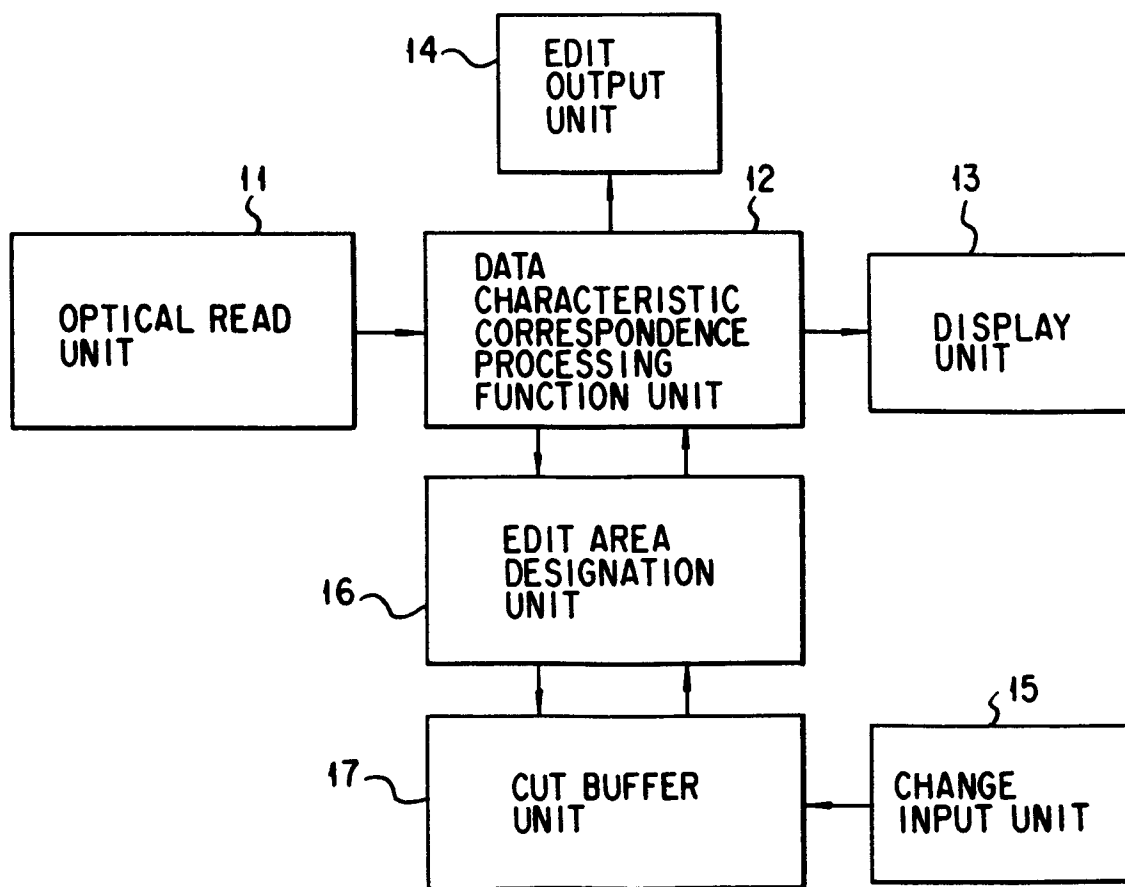 14
EDIT
OUTPUT
UNIT
11
12
13
OPTICAL READ
UNIT
DATA
CHARACTERISTIC
CORRESPONDENCE
PROCESSING
FUNCTION UNIT
DISPLAY
UNIT
16
EDIT AREA
DESIGNATION
UNIT
15
17
CUT BUFFER
UNIT
CHANGE
INPUT UNIT